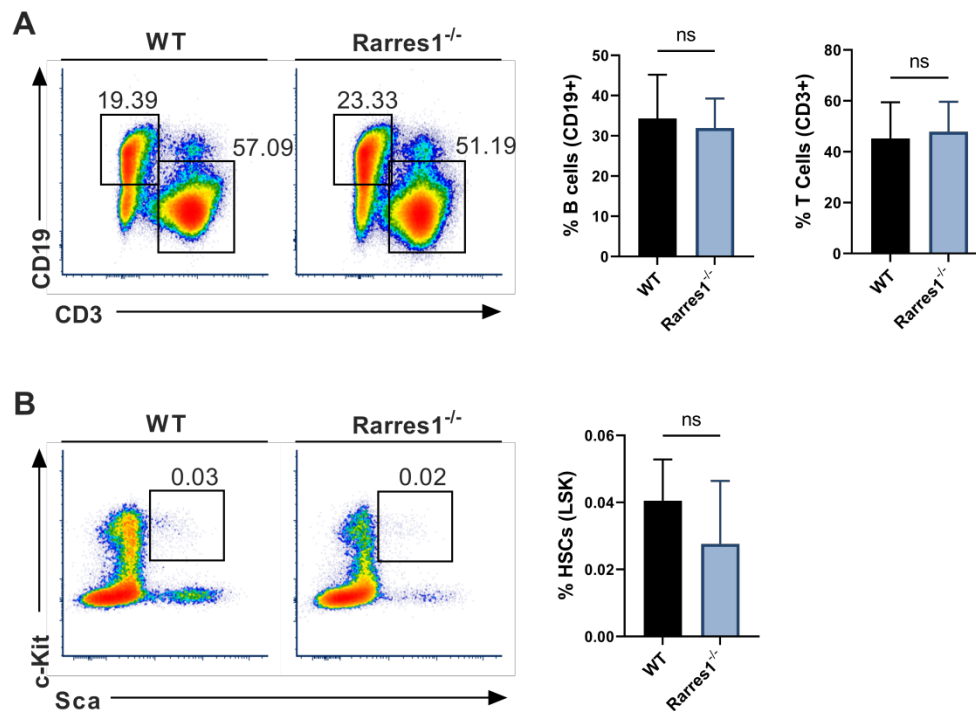 A
WT
Rarres1-/-
19.39
57.09
23.33
51.19
CD19
CD3
ns
50
40
30
20
10
0
% B cells (CD19+)
WT
Rarres1-/-
ns
80
60
40
20
0
% T Cells (CD3+)
WT
Rarres1-/-
B
WT
Rarres1-/-
0.03
0.02
c-Kit
Sca
ns
0.06
0.04
0.02
0.00
% HSCs (LSK)
WT
Rarres1-/-